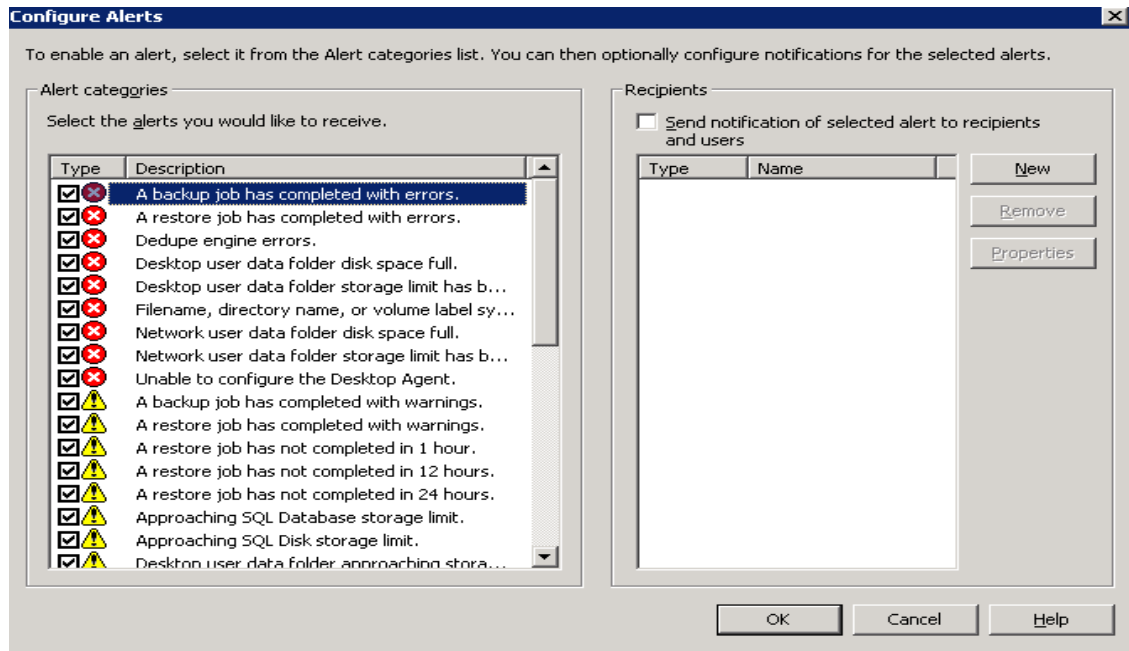 Configure Alerts
To enable an alert, select it from the Alert categories list. You can then optionally configure notifications for the selected alerts.
Alert categories
Select the alerts you would like to receive.
Type Description
A backup job has completed with errors.
A restore job has completed with errors.
Dedupe engine errors.
Desktop user data folder disk space full.
Desktop user data folder storage limit has b...
Filename, directory name, or volume label sy...
Network user data folder disk space full.
Network user data folder storage limit has b...
Unable to configure the Desktop Agent.
A backup job has completed with warnings.
A restore job has completed with warnings.
A restore job has not completed in 1 hour.
A restore job has not completed in 12 hours.
A restore job has not completed in 24 hours.
Approaching SQL Database storage limit.
Approaching SQL Disk storage limit.
Desktop user data folder approaching stora...
Recipients
Send notification of selected alert to recipients
and users
Type Name
New
Remove
Properties
OK Cancel Help